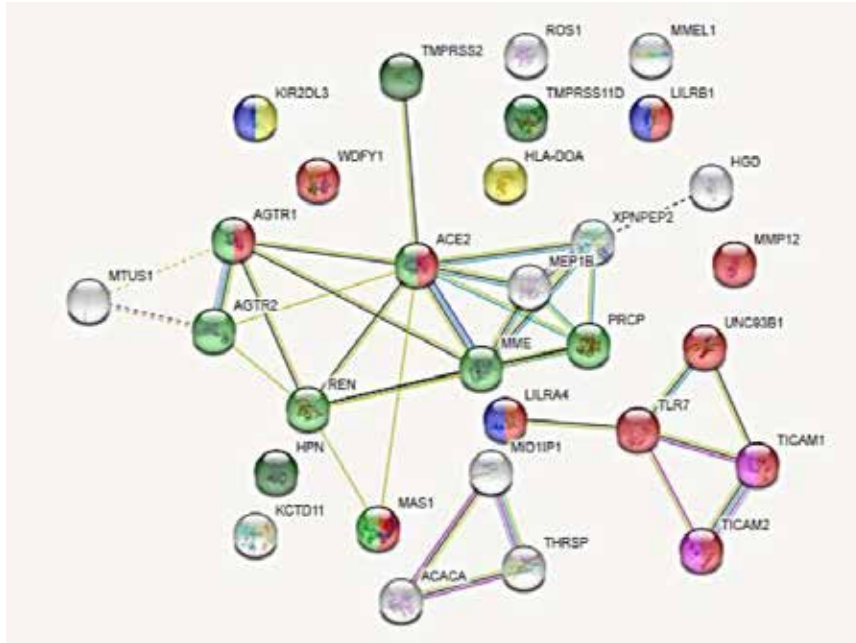 ROS1
MMEL1
TMPRSS2
KIR2DL3
TMPRSS11D
LILRB1
WDFY1
HLA-DOA
HGD
AGTR1
ACE2
XPNPEP2
MTUS1
MEP1B
MMP12
AGTR2
MME
PRCP
UNC93B1
REN
LILRA4
TLR7
HPN
MID1IP1
TICAM1
KCTD11
MAS1
THRSP
TICAM2
ACACA